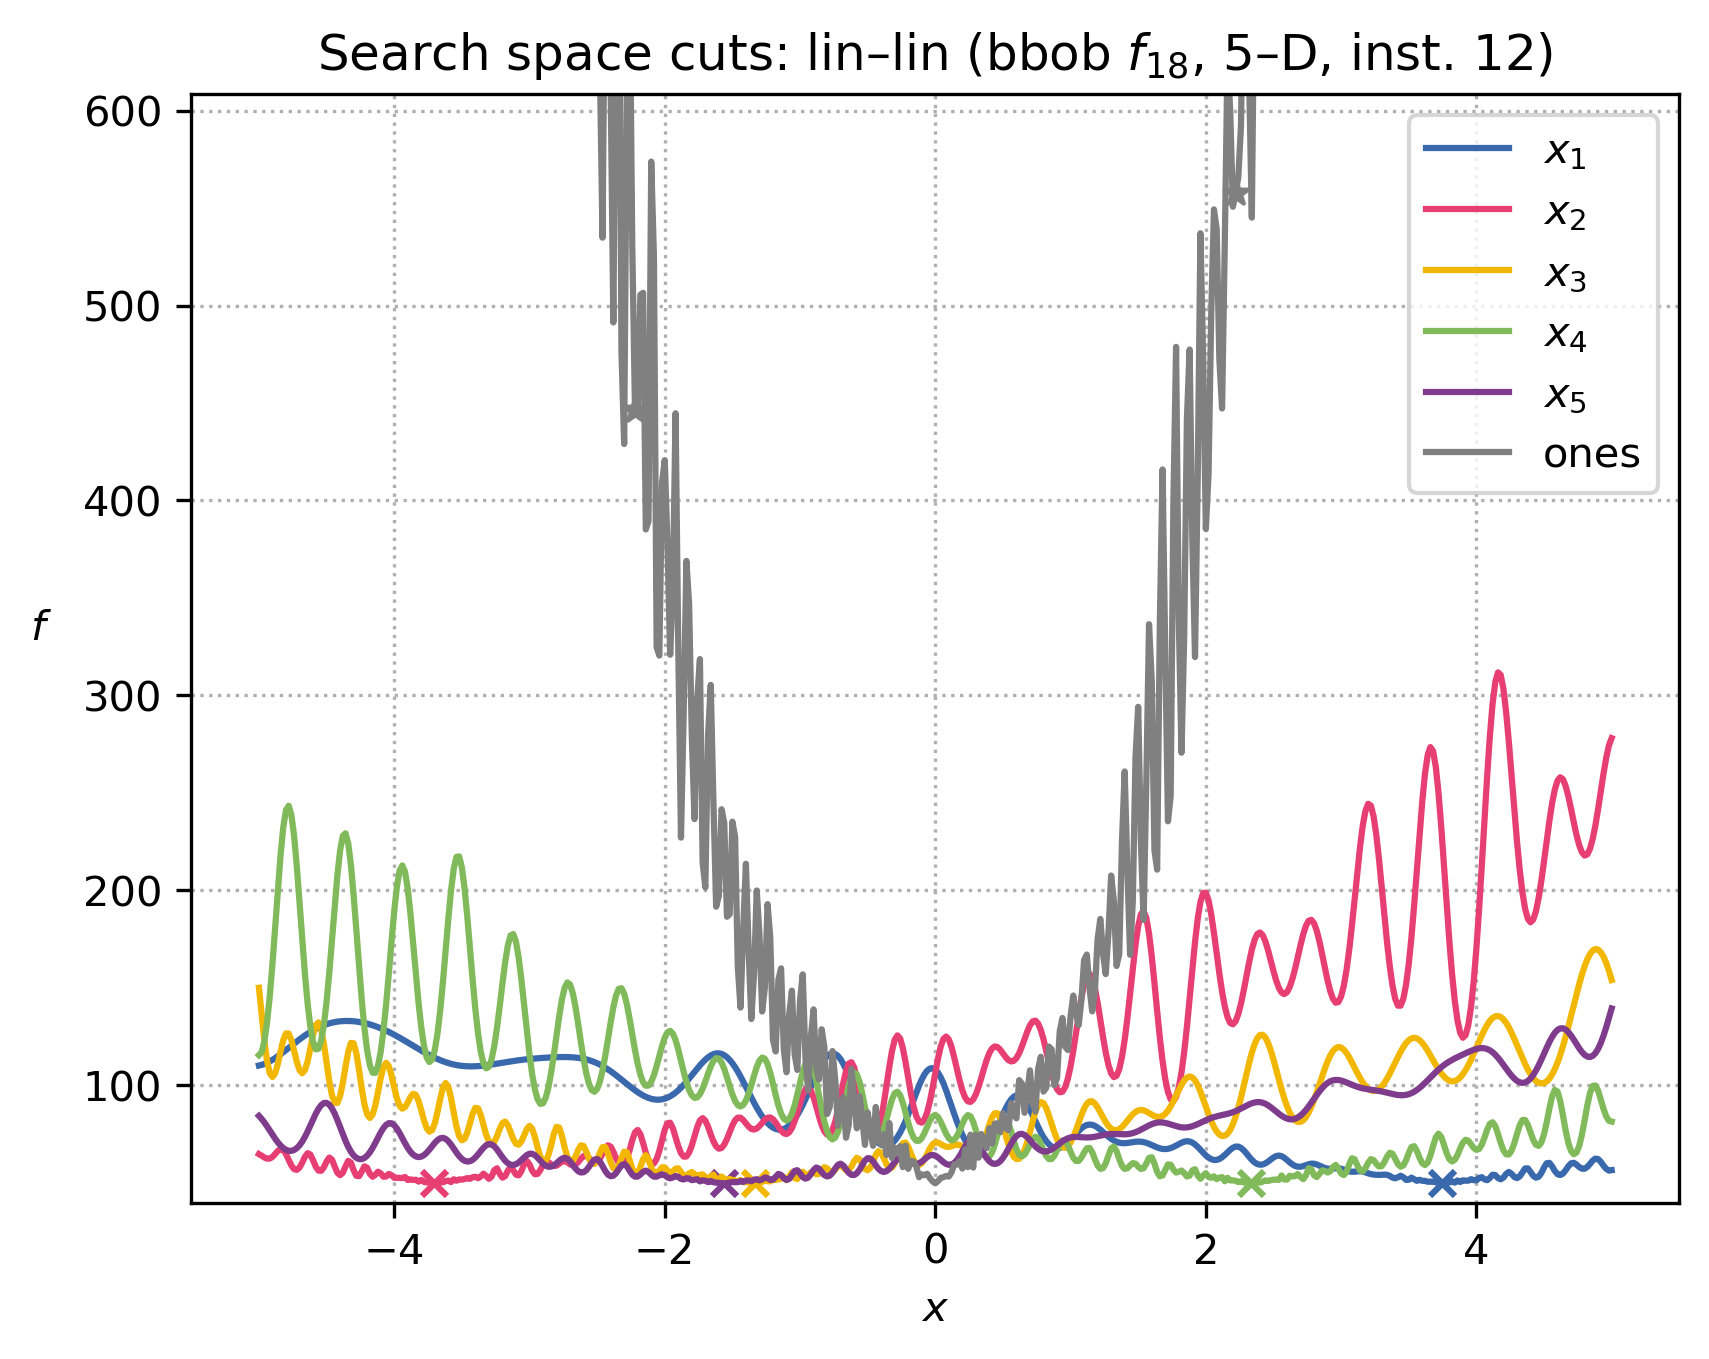 Search space cuts: lin–lin (bbob f18, 5–D, inst. 12)
600
500
400
300
200
100
f
−4
−2
0
2
4
x
x1
x2
x3
x4
x5
ones